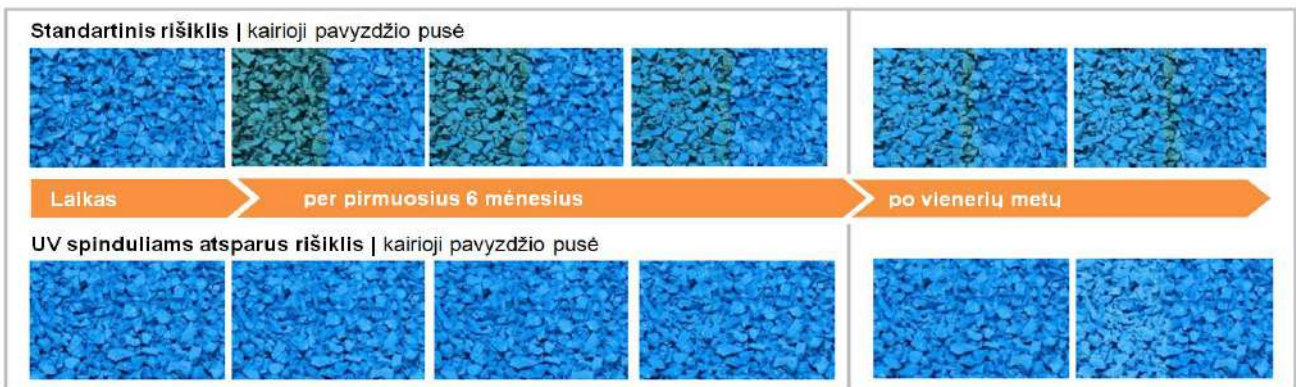 Standartinis rišiklis | kairioji pavyzdžio pusė
Laikas
per pirmuosius 6 mėnesius
po vienerių metų
UV spinduliams atsparus rišiklis | kairioji pavyzdžio pusė